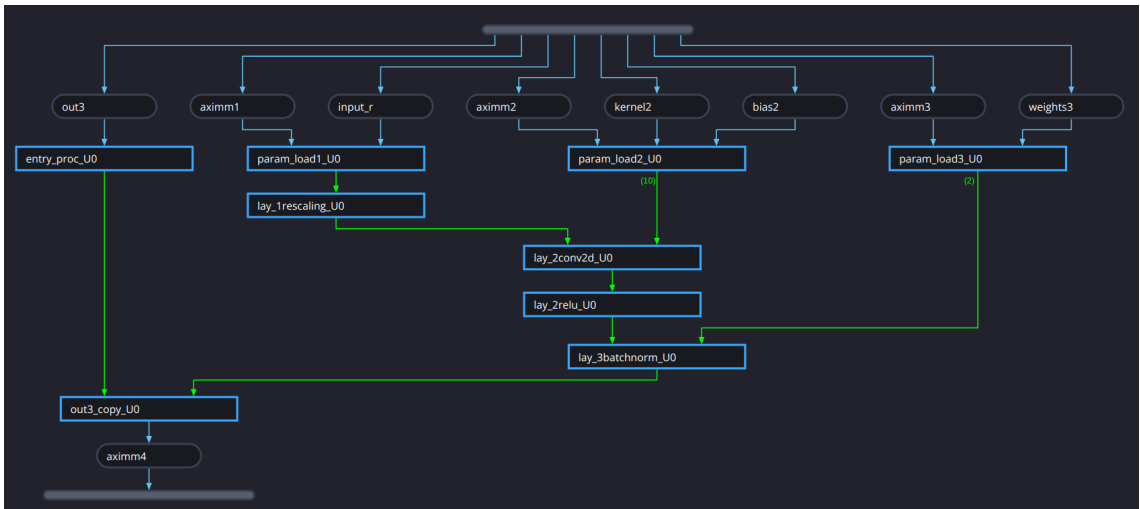 out3
aximm1
input_r
aximm2
kernel2
bias2
aximm3
weights3
entry_proc_U0
param_load1_U0
param_load2_U0
param_load3_U0
(10)
(2)
lay_1rescaling_U0
lay_2conv2d_U0
lay_2relu_U0
lay_3batchnorm_U0
out3_copy_U0
aximm4